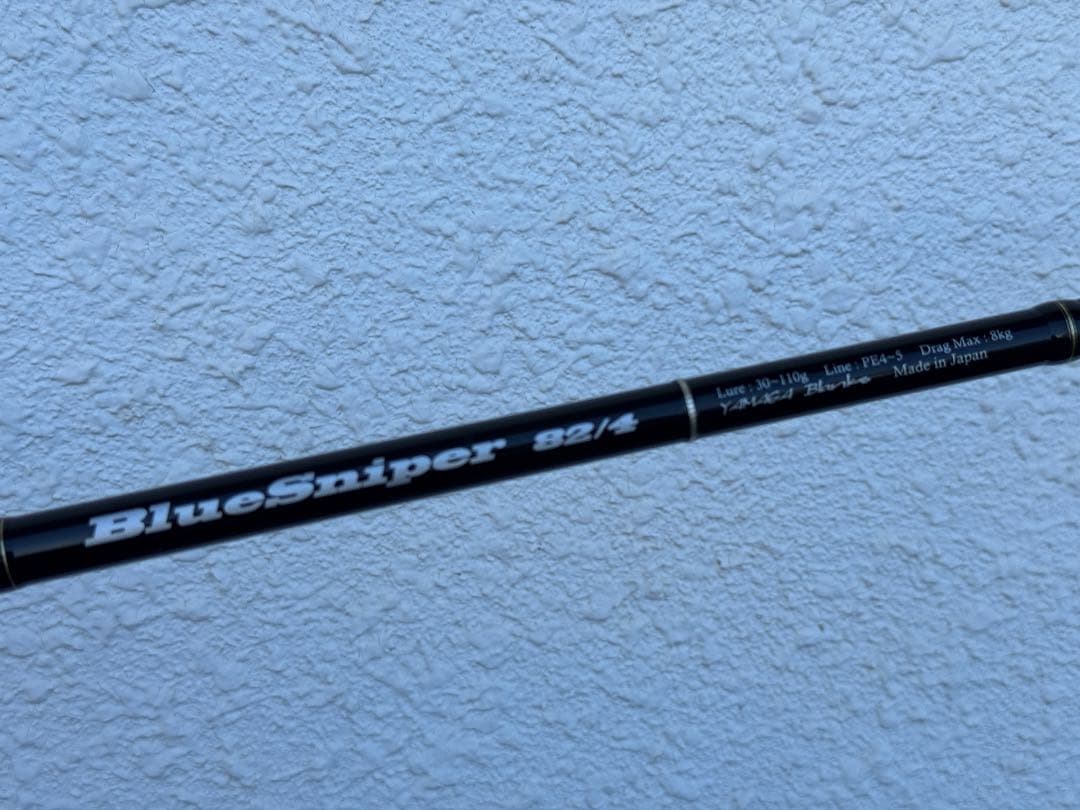 BlueSniper 82/4
Lure : 30~110g Line : PE4~5 Drag Max : 8kg
YAMAGA Blanks Made in Japan